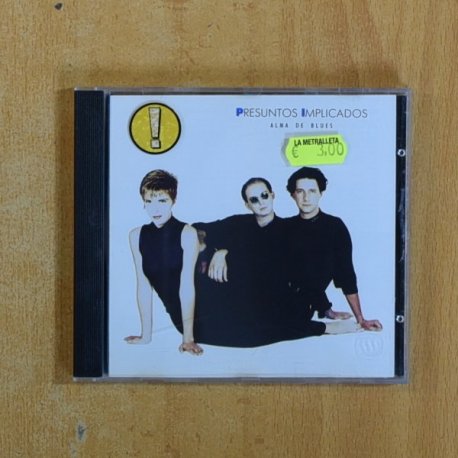 !
PRESUNTOS IMPLICADOS
ALMA DE BLUES
LA METRALLETA
€ 3,00